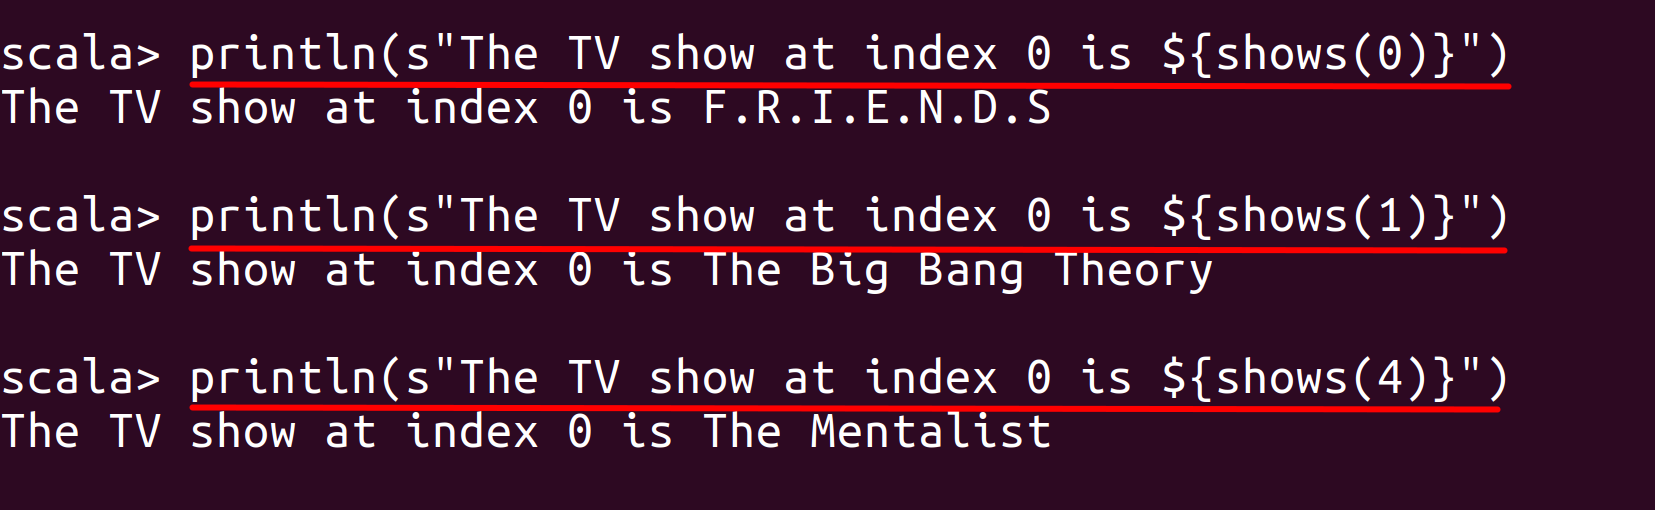 scala> println(s"The TV show at index 0 is ${shows(0)}")
The TV show at index 0 is F.R.I.E.N.D.S
scala> println(s"The TV show at index 0 is ${shows(1)}")
The TV show at index 0 is The Big Bang Theory
scala> println(s"The TV show at index 0 is ${shows(4)}")
The TV show at index 0 is The Mentalist